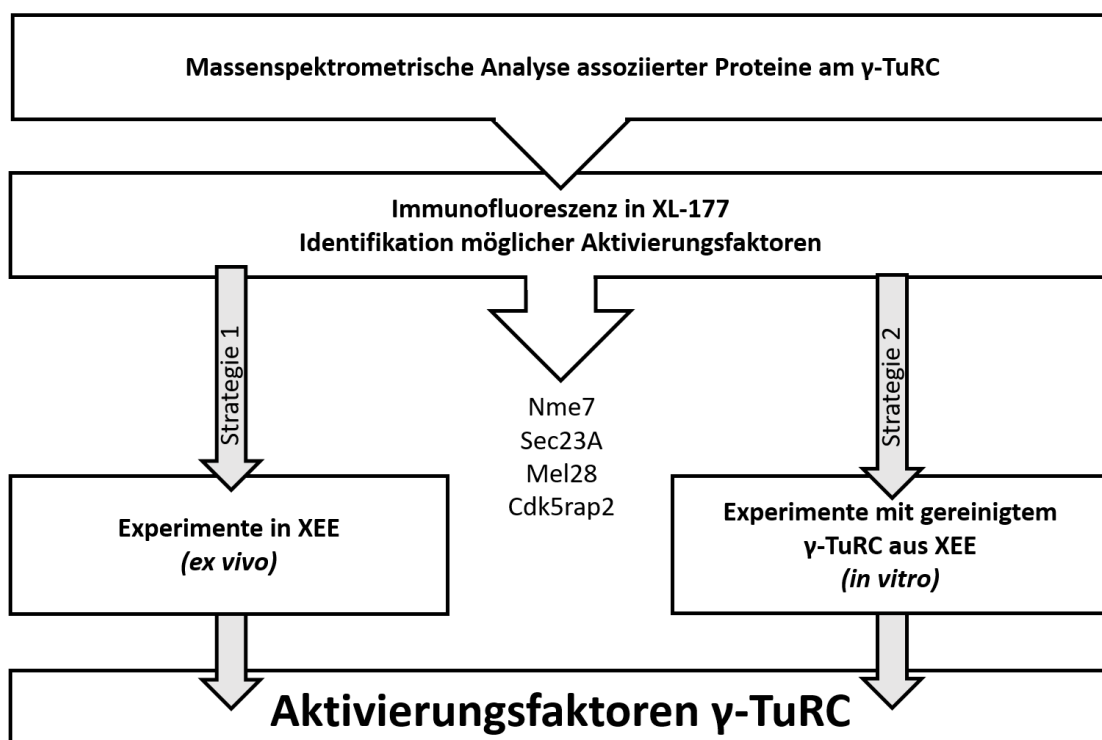 Massenspektrometrische Analyse assoziierter Proteine am γ-TuRC
Immunofluoreszenz in XL-177
Identifikation möglicher Aktivierungsfaktoren
Strategie 1
Nme7
Sec23A
Mel28
Cdk5rap2
Strategie 2
Experimente in XEE
(ex vivo)
Experimente mit gereinigtem
γ-TuRC aus XEE
(in vitro)
Aktivierungsfaktoren γ-TuRC